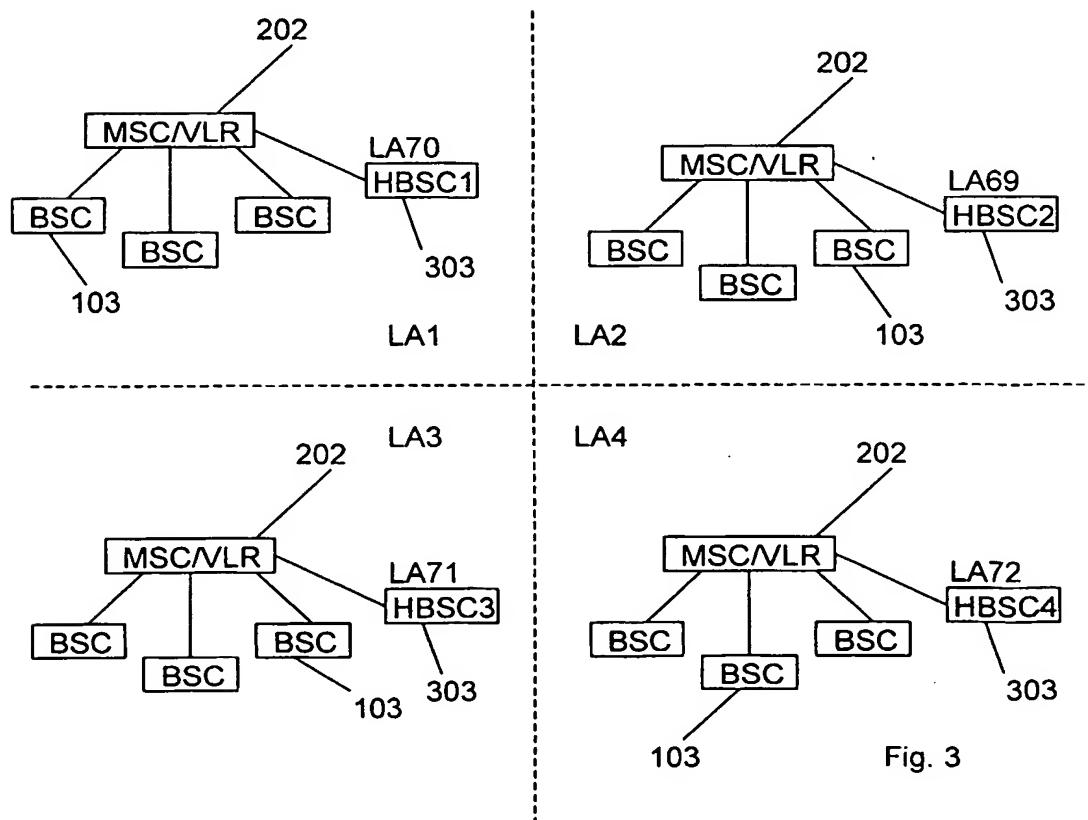 202
MSC/VLR
LA70
HBSC1
BSC
BSC
BSC
103
303
LA1
202
MSC/VLR
LA69
HBSC2
BSC
BSC
BSC
303
103
LA2
LA3
202
MSC/VLR
LA71
HBSC3
BSC
BSC
BSC
303
103
LA4
202
MSC/VLR
LA72
HBSC4
BSC
BSC
BSC
303
103
Fig. 3